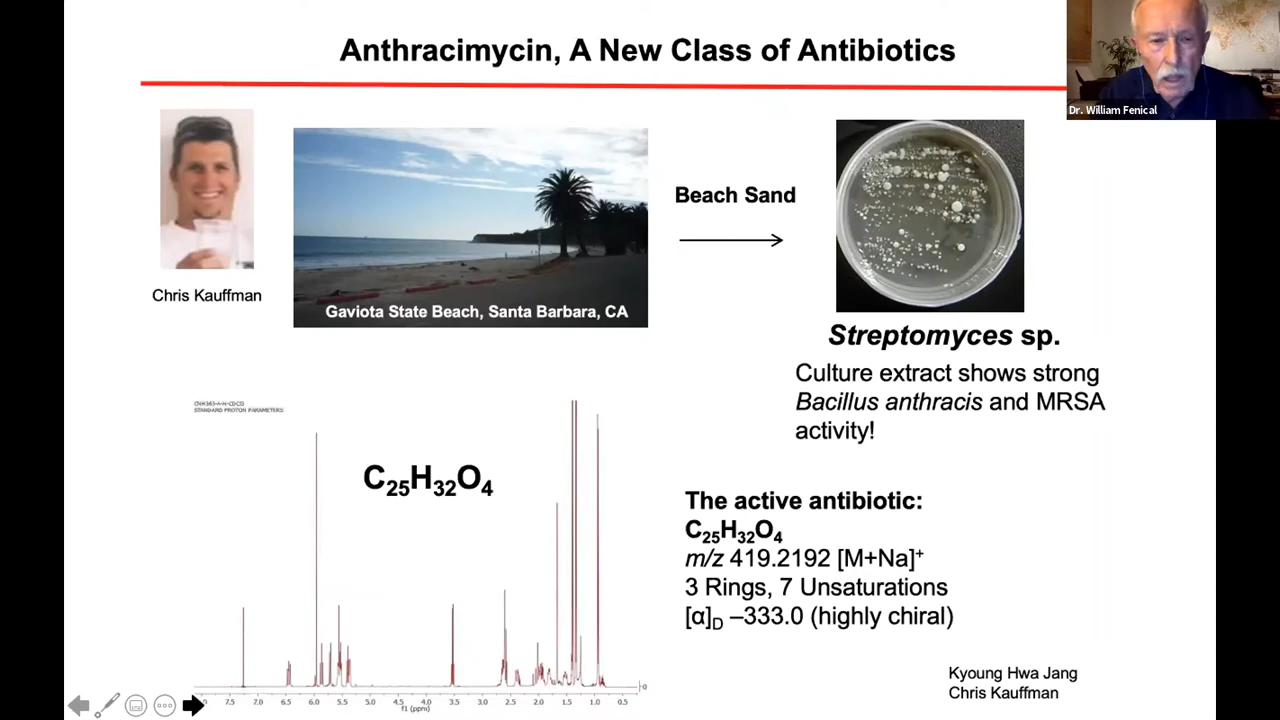 Anthracimycin, A New Class of Antibiotics
Dr. William Fenical
Chris Kauffman
Gaviota State Beach, Santa Barbara, CA
Beach Sand
Streptomyces sp.
Culture extract shows strong
Bacillus anthracis and MRSA
activity!
STANDARD PROTON PARAMETERS
C₂₅H₃₂O₄
7.5 7.0 6.5 6.0 5.5 5.0 4.5 4.0 3.5 3.0 2.5 2.0 1.5 1.0 0.5
f1 (ppm)
The active antibiotic:
C₂₅H₃₂O₄
m/z 419.2192 [M+Na]⁺
3 Rings, 7 Unsaturations
[α]D –333.0 (highly chiral)
Kyoung Hwa Jang
Chris Kauffman